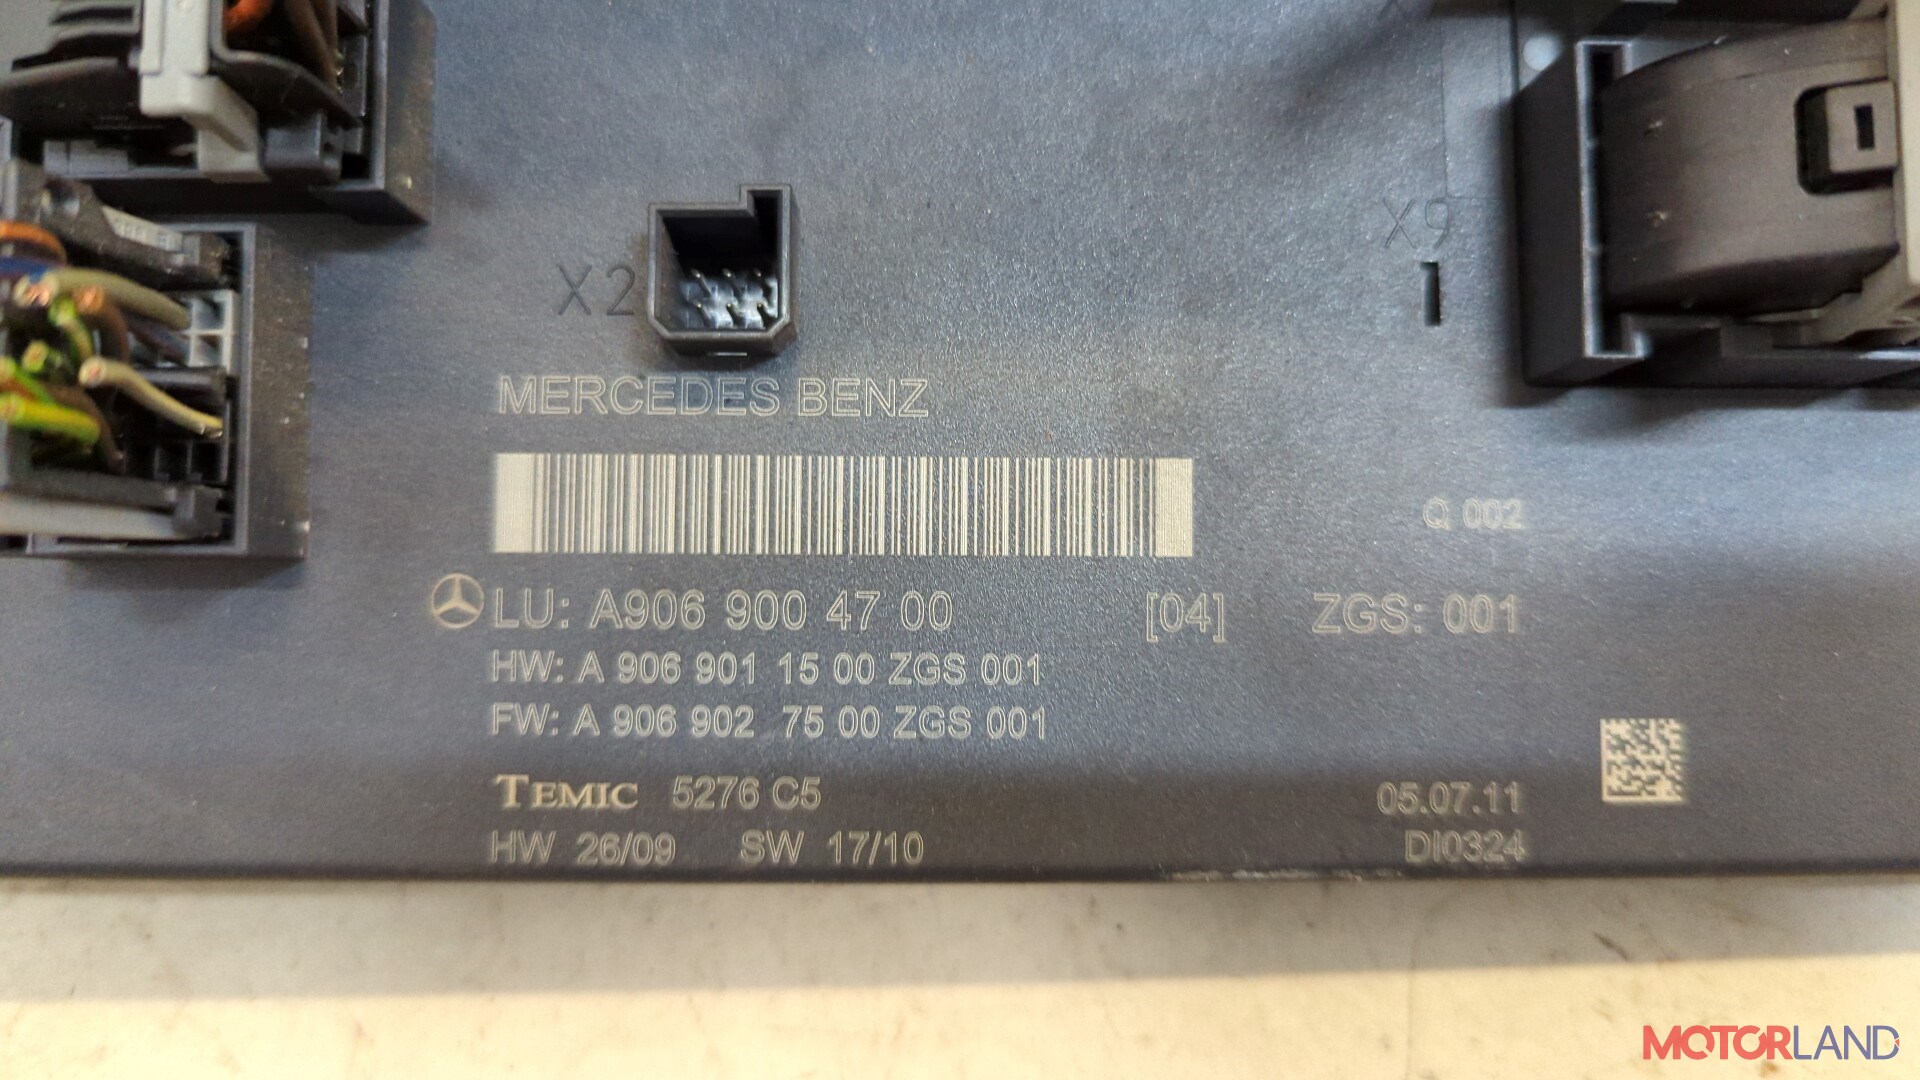 X2
X9
MERCEDES BENZ
Q 002
LU: A906 900 47 00 [04] ZGS: 001
HW: A 906 901 15 00 ZGS 001
FW: A 906 902 75 00 ZGS 001
TEMIC 5276 C5 05.07.11
HW 26/09 SW 17/10 DI0324
MOTORLAND